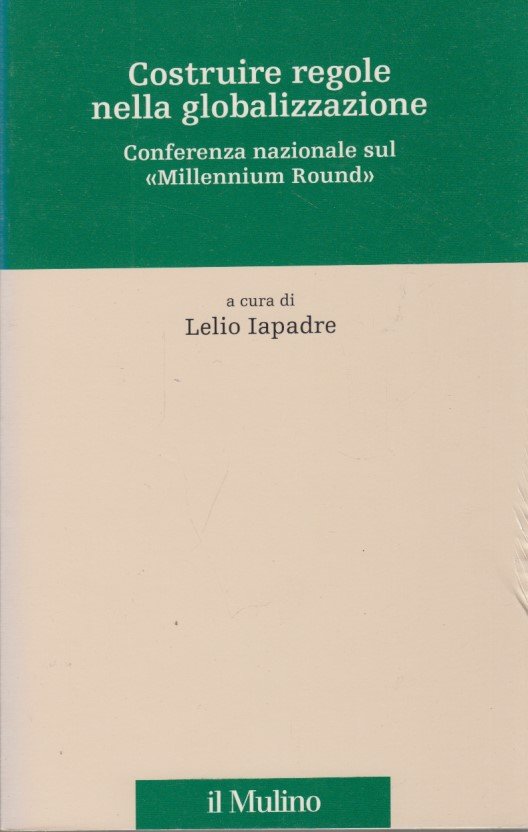 Costruire regole
nella globalizzazione
Conferenza nazionale sul
«Millennium Round»
a cura di
Lelio Iapadre
il Mulino